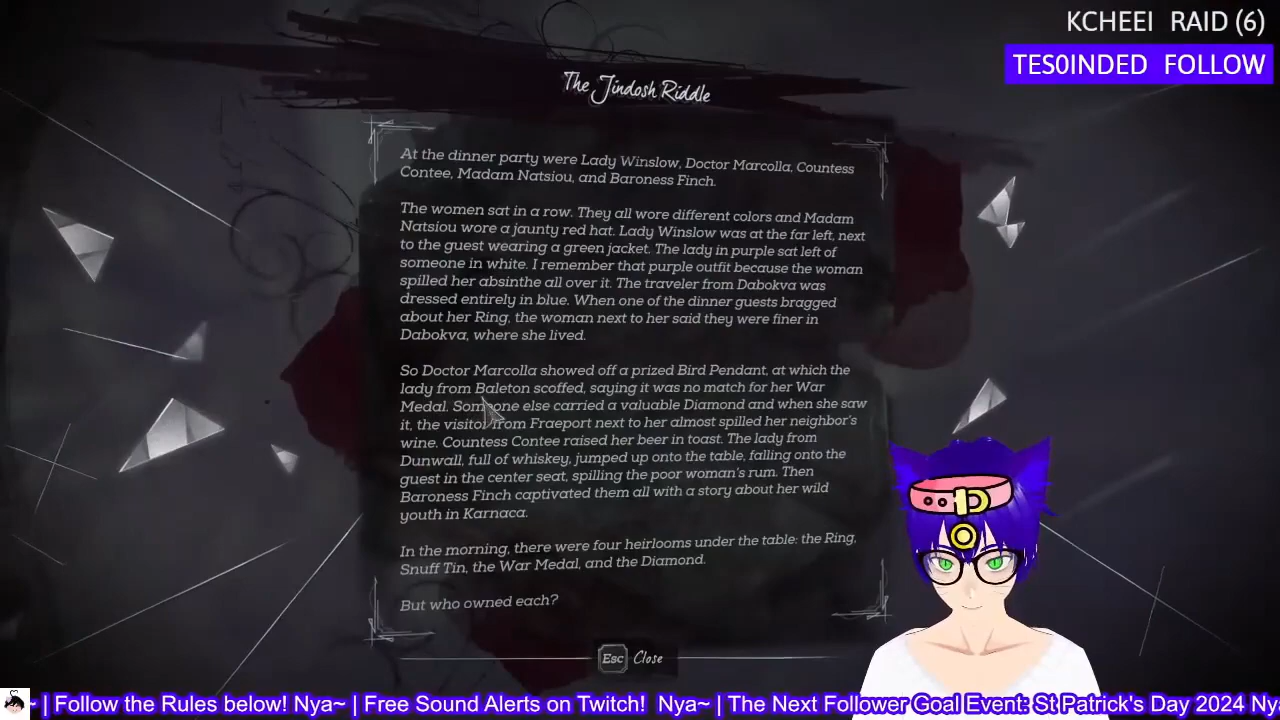 KCHEEI RAID (6)
TES0INDED FOLLOW
The Jindosh Riddle
At the dinner party were Lady Winslow, Doctor Marcolla, Countess
Contee, Madam Natsiou, and Baroness Finch.
The women sat in a row. They all wore different colors and Madam
Natsiou wore a jaunty red hat. Lady Winslow was at the far left, next
to the guest wearing a green jacket. The lady in purple sat left of
someone in white. I remember that purple outfit because the woman
spilled her absinthe all over it. The traveler from Dabokva was
dressed entirely in blue. When one of the dinner guests bragged
about her Ring, the woman next to her said they were finer in
Dabokva, where she lived.
So Doctor Marcolla showed off a prized Bird Pendant, at which the
lady from Baleton scoffed, saying it was no match for her War
Medal. Someone else carried a valuable Diamond and when she saw
it, the visitor from Fraeport next to her almost spilled her neighbor's
wine. Countess Contee raised her beer in toast. The lady from
Dunwall, full of whiskey, jumped up onto the table, falling onto the
guest in the center seat, spilling the poor woman's rum. Then
Baroness Finch captivated them all with a story about her wild
youth in Karnaca.
In the morning, there were four heirlooms under the table: the Ring,
Snuff Tin, the War Medal, and the Diamond.
But who owned each?
Esc Close
~ | Follow the Rules below! Nya~ | Free Sound Alerts on Twitch! Nya~ | The Next Follower Goal Event: St Patrick's Day 2024 Ny